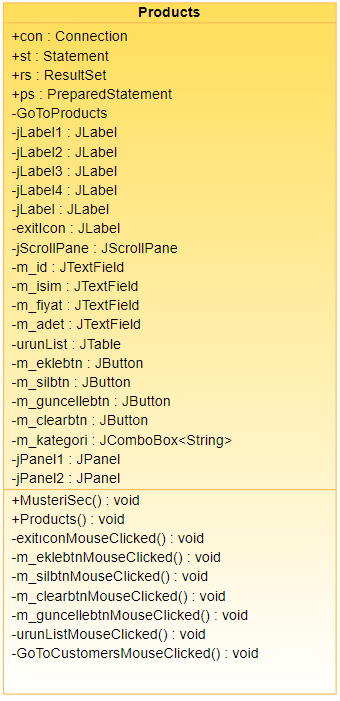 Products
+con : Connection
+st : Statement
+rs : ResultSet
+ps : PreparedStatement
-GoToProducts
-jLabel1 : JLabel
-jLabel2 : JLabel
-jLabel3 : JLabel
-jLabel4 : JLabel
-jLabel : JLabel
-exitIcon : JLabel
-jScrollPane : JScrollPane
-m_id : JTextField
-m_isim : JTextField
-m_fiyat : JTextField
-m_adet : JTextField
-urunList : JTable
-m_eklebtn : JButton
-m_silbtn : JButton
-m_guncellebtn : JButton
-m_clearbtn : JButton
-m_kategori : JComboBox<String>
-jPanel1 : JPanel
-jPanel2 : JPanel
+MusteriSec() : void
+Products() : void
-exitıconMouseClicked() : void
-m_eklebtnMouseClicked() : void
-m_silbtnMouseClicked() : void
-m_clearbtnMouseClicked() : void
-m_guncellebtnMouseClicked() : void
-urunListMouseClicked() : void
-GoToCustomersMouseClicked() : void